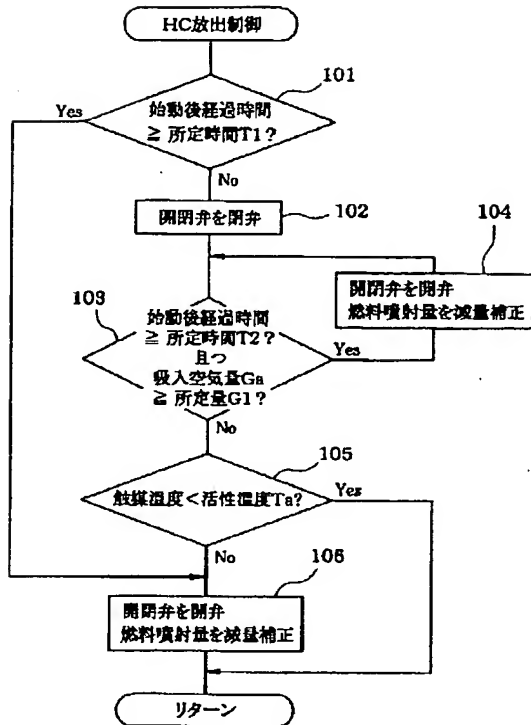 HC放出制御
101
始動後経過時間
≧ 所定時間T1?
Yes
No
開閉弁を閉弁
102
104
開閉弁を開弁
燃料噴射量を減量補正
103
始動後経過時間
≧ 所定時間T2?
且つ
吸入空気量Ga
≧ 所定量G1?
Yes
No
105
触媒温度<活性温度Ta?
Yes
No
106
開閉弁を開弁
燃料噴射量を減量補正
リターン